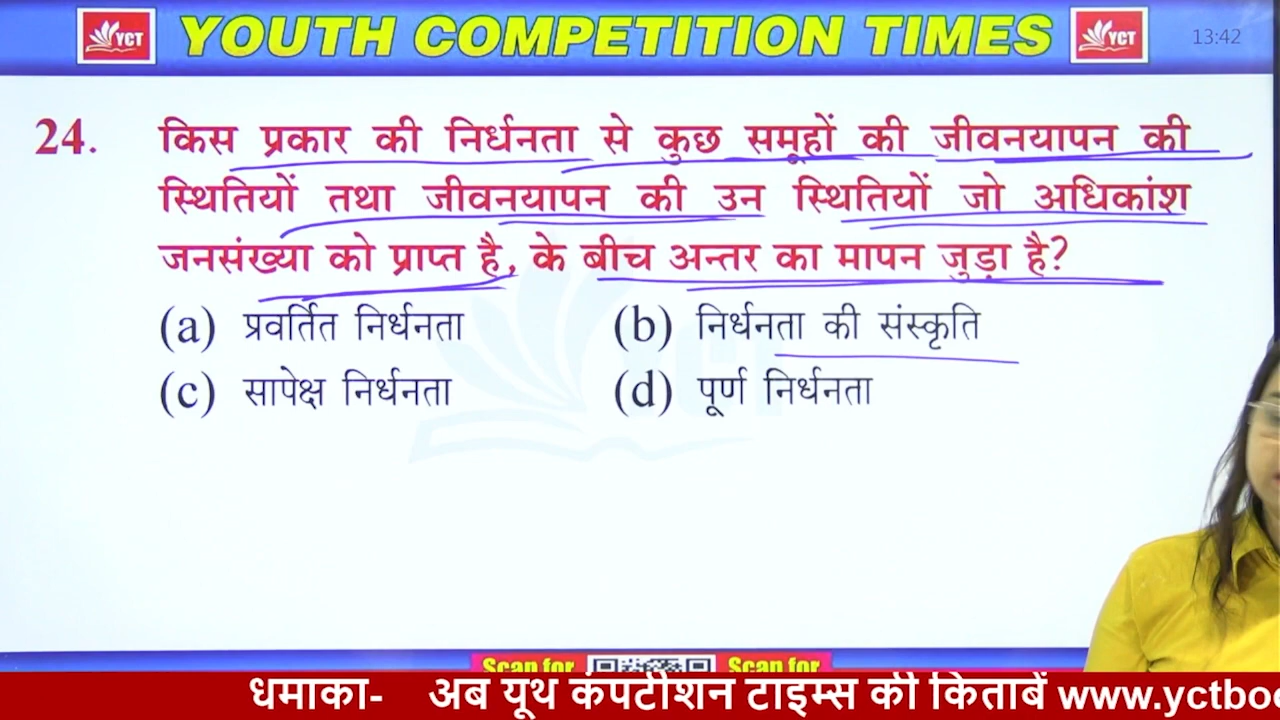 YCT
YOUTH COMPETITION TIMES
YCT
13:42
24. किस प्रकार की निर्धनता से कुछ समूहों की जीवनयापन की
स्थितियों तथा जीवनयापन की उन स्थितियों जो अधिकांश
जनसंख्या को प्राप्त है, के बीच अन्तर का मापन जुड़ा है?
(a) प्रवर्तित निर्धनता (b) निर्धनता की संस्कृति
(c) सापेक्ष निर्धनता (d) पूर्ण निर्धनता
Scan for Scan for
धमाका- अब यूथ कंपटीशन टाइम्स की किताबें www.yctboo